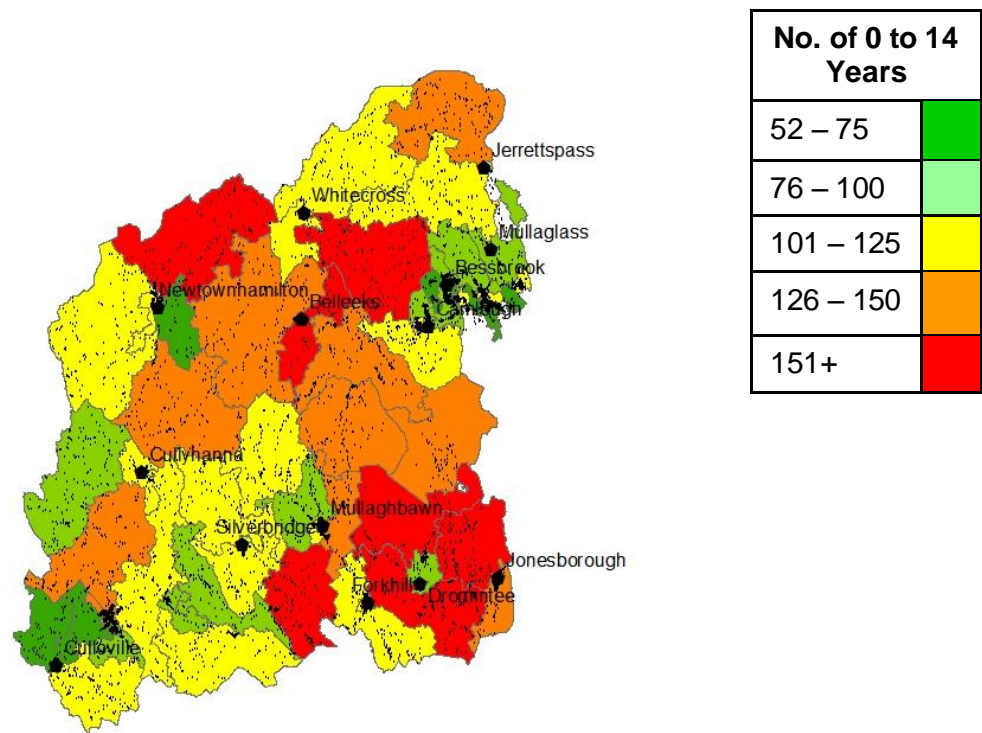 No. of 0 to 14
Years
52 – 75
76 – 100
101 – 125
126 – 150
151+
Jerrettspass
Whitecross
Mullaglass
Bessbrook
Newtownhamilton
Belleeks
Camlough
Cullyhanna
Mullaghbawn
Silverbridge
Jonesborough
Forkhill
Dromintee
Culloville